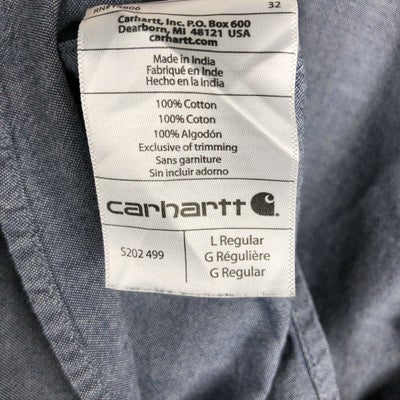 32
Carhartt, Inc. P.O. Box 600
Dearborn, MI 48121 USA
carhartt.com
Made in India
Fabriqué en Inde
Hecho en la India
100% Cotton
100% Coton
100% Algodón
Exclusive of trimming
Sans garniture
Sin incluir adorno
carhartt
S202 499
L Regular
G Régulière
G Regular